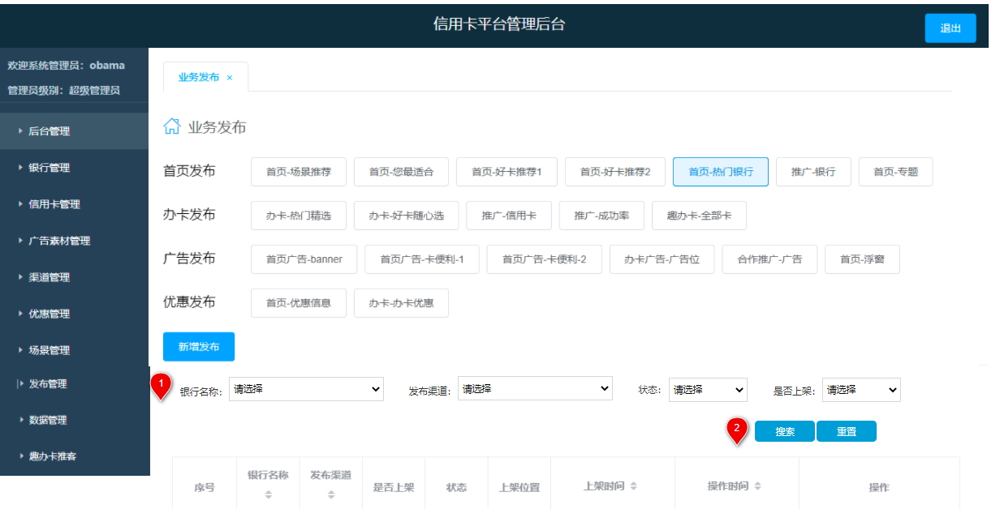 信用卡平台管理后台
退出
欢迎系统管理员：obama
管理员级别：超级管理员
后台管理
银行管理
信用卡管理
广告素材管理
渠道管理
优惠管理
场景管理
发布管理
数据管理
趣办卡推客
业务发布 ×
业务发布
首页发布 首页-场景推荐 首页-您最适合 首页-好卡推荐1 首页-好卡推荐2 首页-热门银行 推广-银行 首页-专题
办卡发布 办卡-热门精选 办卡-好卡随心选 推广-信用卡 推广-成功率 趣办卡-全部卡
广告发布 首页广告-banner 首页广告-卡便利-1 首页广告-卡便利-2 办卡广告-广告位 合作推广-广告 首页-浮窗
优惠发布 首页-优惠信息 办卡-办卡优惠
新增发布
1 银行名称: 请选择 发布渠道: 请选择 状态: 请选择 是否上架: 请选择
2 搜索 重置
序号 银行名称 发布渠道 是否上架 状态 上架位置 上架时间 操作时间 操作